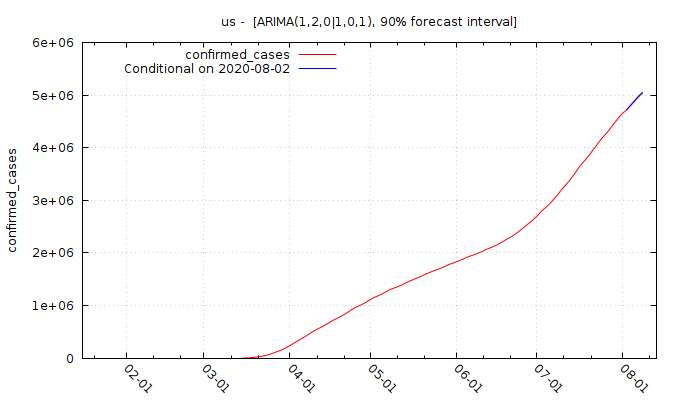 us -  [ARIMA(1,2,0|1,0,1), 90% forecast interval]
confirmed_cases
Conditional on 2020-08-02
6e+06
5e+06
4e+06
3e+06
2e+06
1e+06
0
confirmed_cases
02-01
03-01
04-01
05-01
06-01
07-01
08-01